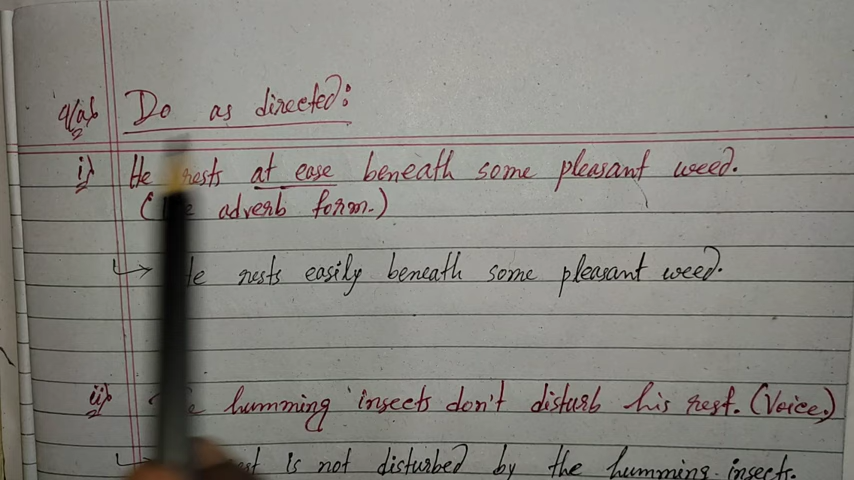 Do as directed:
i) He rests at ease beneath some pleasant weed.
adverb form.)
rests easily beneath some pleasant weed.
ii) humming insects don't disturb his rest. (Voice.)
is not disturbed by the humming insects.